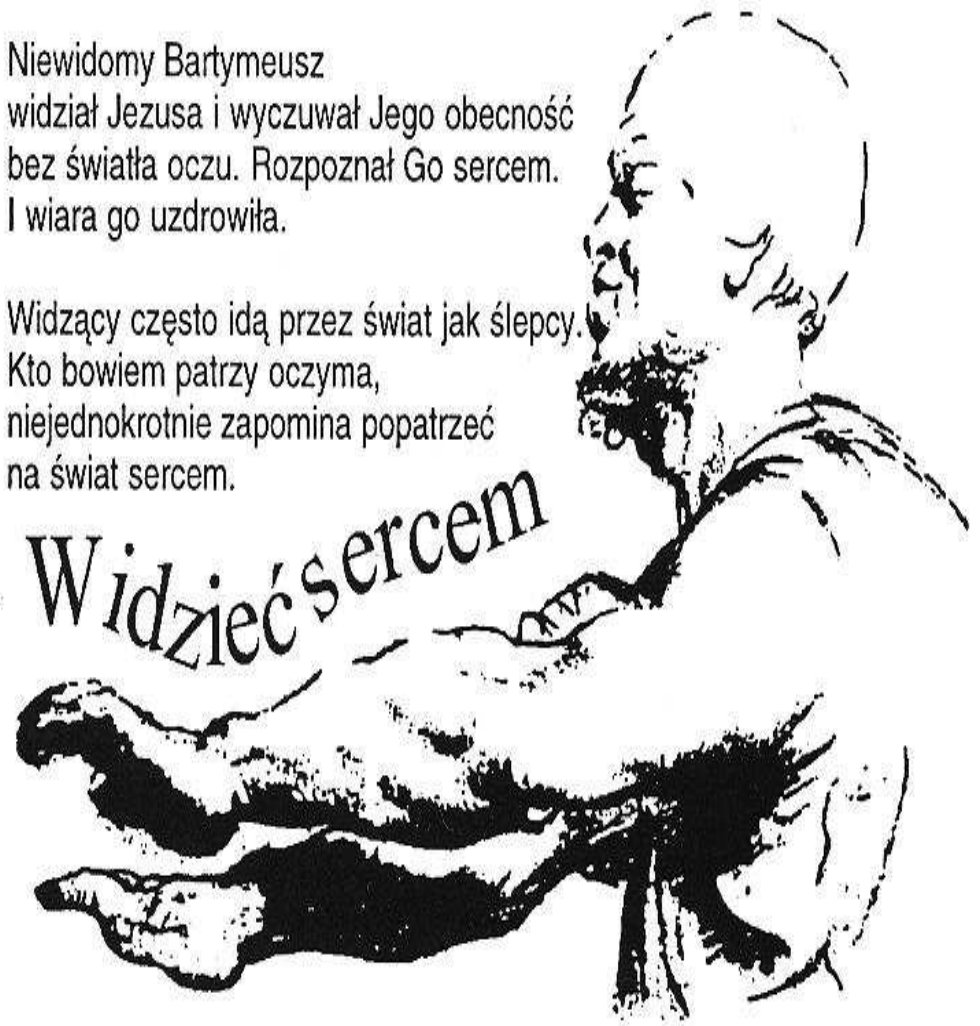 Niewidomy Bartymeusz
widział Jezusa i wyczuwał Jego obecność
bez światła oczu. Rozpoznał Go sercem.
I wiara go uzdrowiła.
Widzący często idą przez świat jak ślepcy.
Kto bowiem patrzy oczyma,
niejednokrotnie zapomina popatrzeć
na świat sercem.
Widzieć sercem